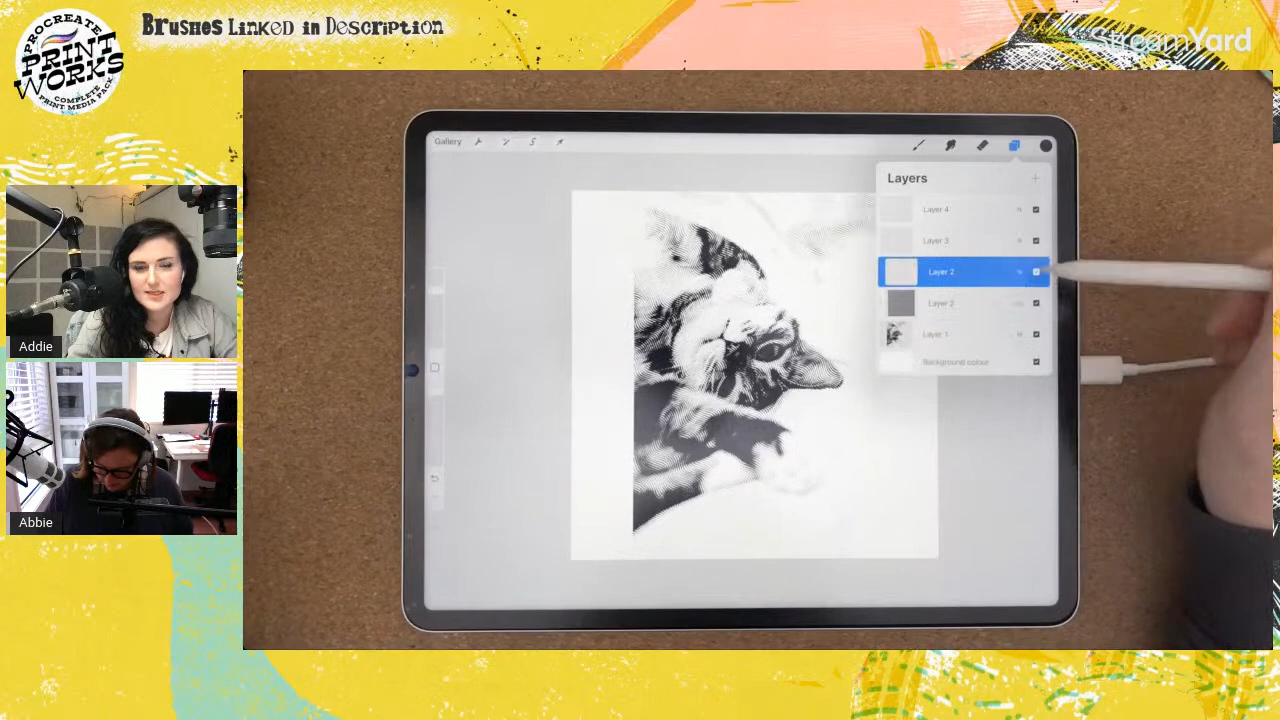 PROCREATE
PRINT
WORKS
COMPLETE
PRINT MEDIA PACK
Brushes Linked in Description
StreamYard
Gallery
Layers
Layer 4
N
Layer 3
Layer 2
N
Layer 2
Layer 1
M
Background colour
Addie
Abbie